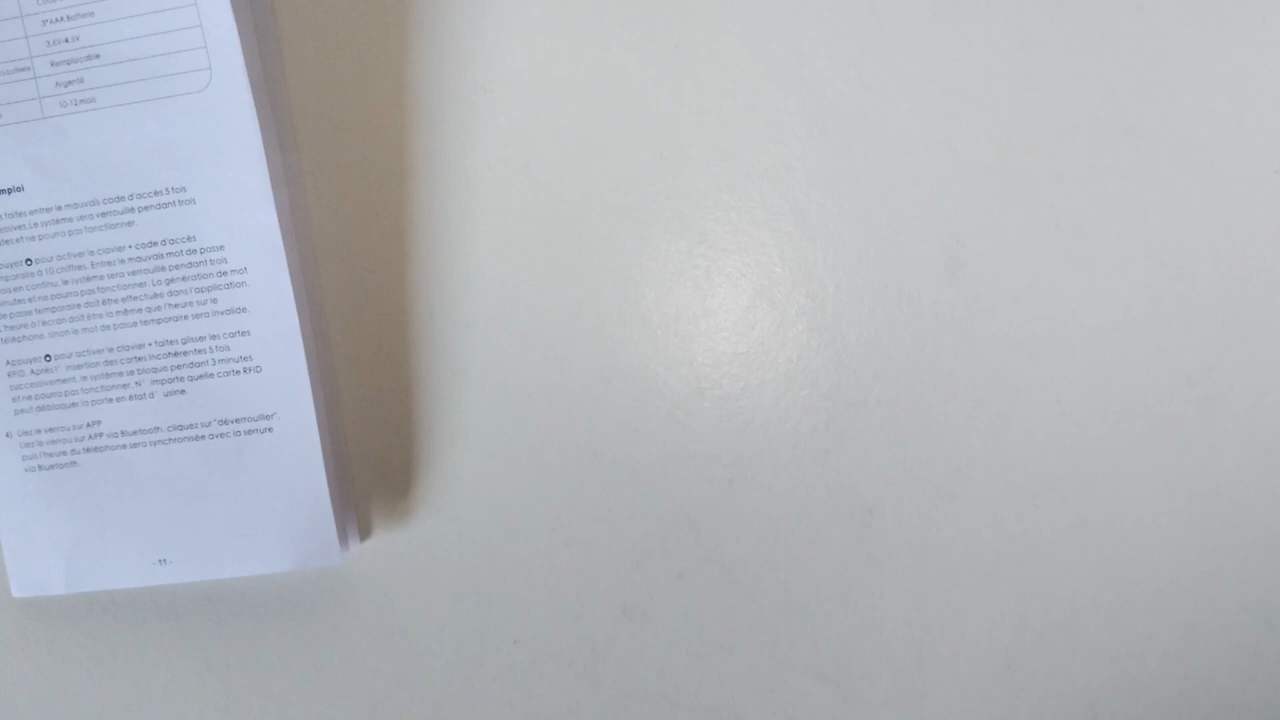 3*AAA Batterie
3.6V-4.5V
Remplaçable
Argenté
10-12 mois
mploi
faites entrer le mauvais code d'accès 5 fois
essives.Le système sera verrouillé pendant trois
utes et ne pourra pas fonctionner.
puyez pour activer le clavier + code d'accès
mporaire à 10 chiffres. Entrez le mauvais mot de passe
fois en continu, le système sera verrouillé pendant trois
minutes et ne pourra pas fonctionner. La génération de mot
de passe temporaire doit être effectuée dans l'application.
L'heure à l'écran doit être la même que l'heure sur le
téléphone, sinon le mot de passe temporaire sera invalide.
Appuyez pour activer le clavier + faites glisser les cartes
RFID. Après l' insertion des cartes incohérentes 5 fois
successivement, le système se bloque pendant 3 minutes
et ne pourra pas fonctionner. N' importe quelle carte RFID
peut débloquer la porte en état d' usine.
4) Liez le verrou sur APP
Liez le verrou sur APP via Bluetooth, cliquez sur "déverrouiller",
puis l'heure du téléphone sera synchronisée avec la serrure
via Bluetooth.
- 11 -